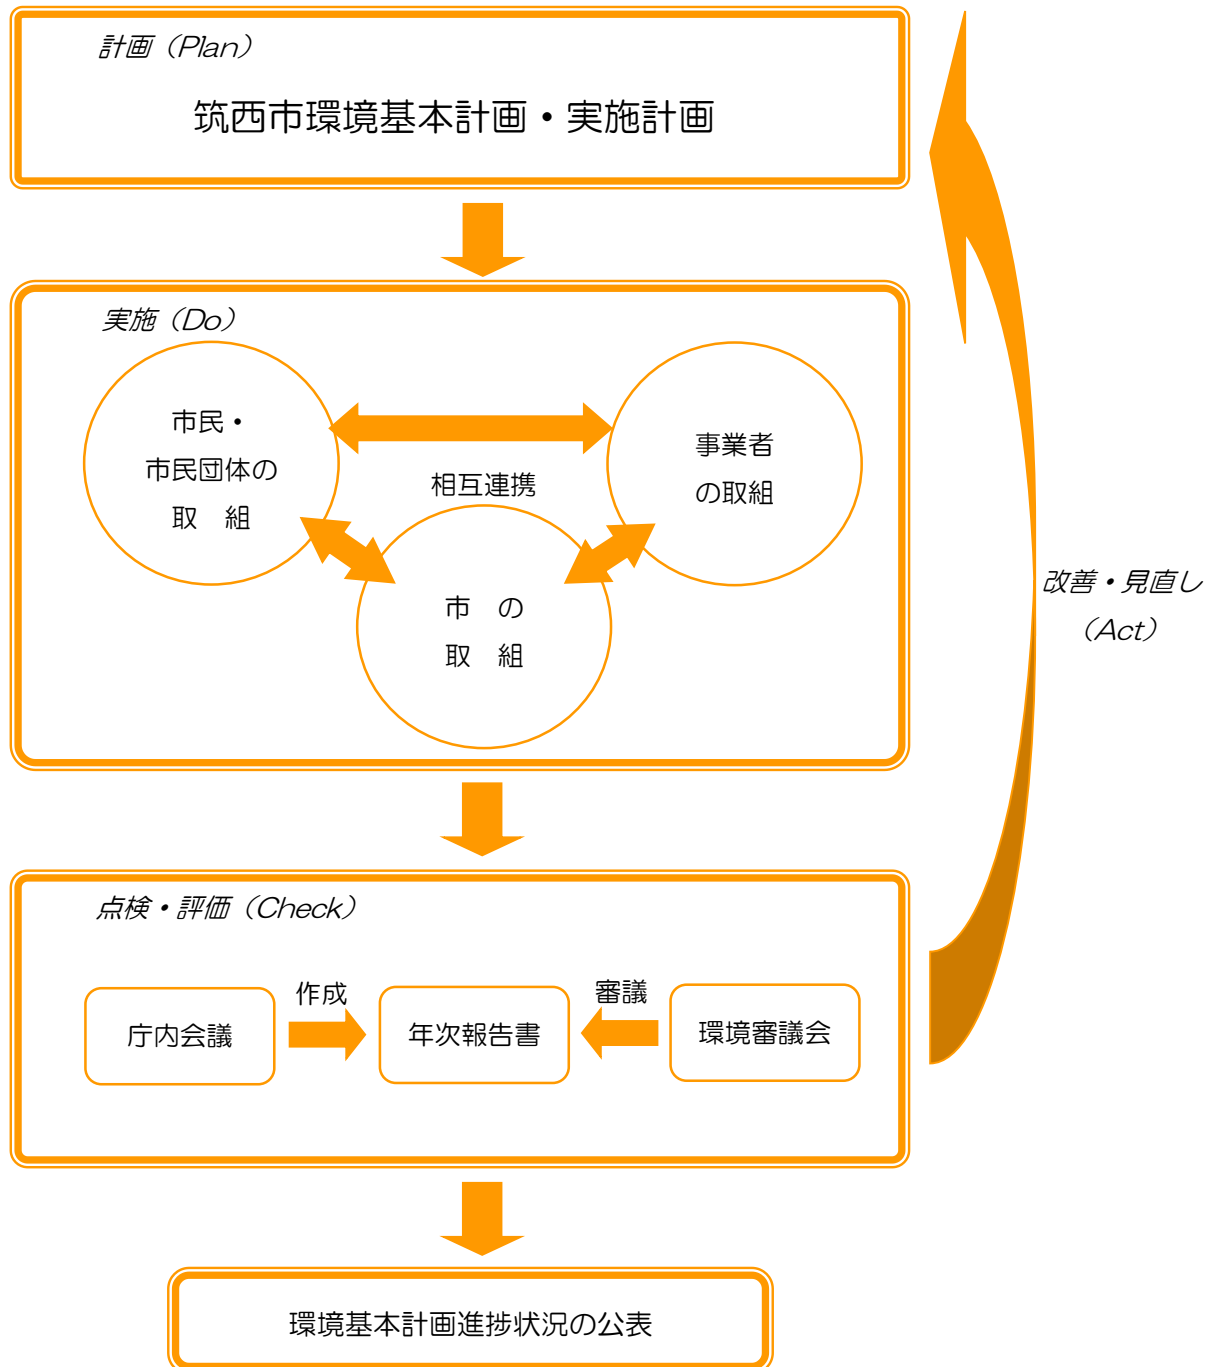 計画（Plan）
筑西市環境基本計画・実施計画
実施（Do）
市民・
市民団体の
取　組
相互連携
事業者
の取組
市　の
取　組
改善・見直し
（Act）
点検・評価（Check）
庁内会議
作成
年次報告書
審議
環境審議会
環境基本計画進捗状況の公表